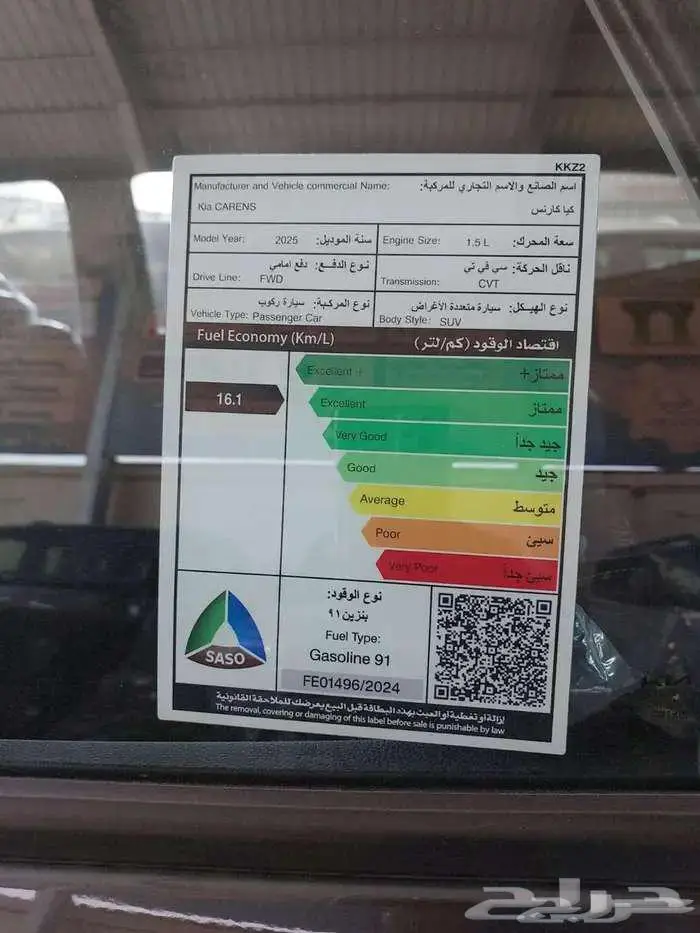 KKZ2
Manufacturer and Vehicle commercial Name: اسم الصانع والاسم التجاري للمركبة:
Kia CARENS كيا كارنس
Model Year: 2025 سنة الموديل:
Engine Size: 1.5 L سعة المحرك:
نوع الدفع: دفع امامي
Drive Line: FWD
ناقل الحركة: سي في تي
Transmission: CVT
نوع المركبة: سيارة ركوب
Vehicle Type: Passenger Car
نوع الهيكل: سيارة متعددة الأغراض
Body Style: SUV
Fuel Economy (Km/L) اقتصاد الوقود (كم/لتر)
16.1
Excellent + ممتاز+
Excellent ممتاز
Very Good جيد جداً
Good جيد
Average متوسط
Poor سيئ
Very Poor سيئ جداً
SASO
نوع الوقود:
بنزين ٩١
Fuel Type:
Gasoline 91
FE01496/2024
لإزالة أو تغطية أو العبث بهذه البطاقة قبل البيع يعرضك للملاحقة القانونية
The removal, covering or damaging of this label before sale is punishable by law
حراج